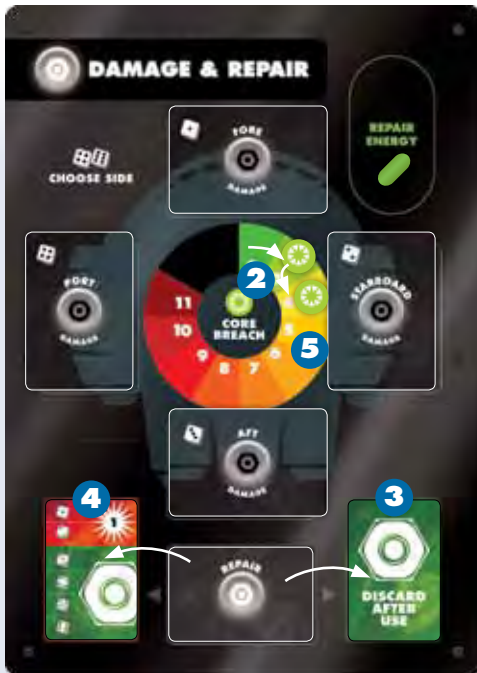 DAMAGE & REPAIR
CHOOSE SIDE
FORE
DAMAGE
REPAIR
ENERGY
PORT
DAMAGE
STARBOARD
DAMAGE
2
11
10
9
8
7
6
5
4
CORE
BREACH
5
AFT
DAMAGE
4
1
REPAIR
3
DISCARD
AFTER
USE